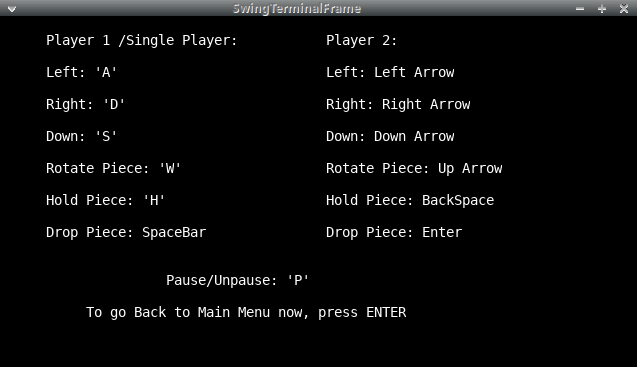 SwingTerminalFrame
Player 1 /Single Player: Player 2:
Left: 'A' Left: Left Arrow
Right: 'D' Right: Right Arrow
Down: 'S' Down: Down Arrow
Rotate Piece: 'W' Rotate Piece: Up Arrow
Hold Piece: 'H' Hold Piece: BackSpace
Drop Piece: SpaceBar Drop Piece: Enter
Pause/Unpause: 'P'
To go Back to Main Menu now, press ENTER